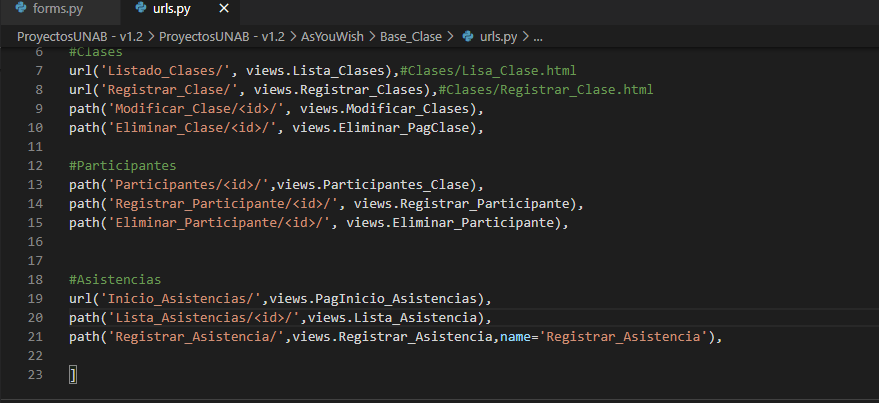 forms.py urls.py ×
ProyectosUNAB - v1.2 > ProyectosUNAB - v1.2 > AsYouWish > Base_Clase > urls.py > ...
6 #Clases
7 url('Listado_Clases/', views.Lista_Clases),#Clases/Lisa_Clase.html
8 url('Registrar_Clase/', views.Registrar_Clases),#Clases/Registrar_Clase.html
9 path('Modificar_Clase/<id>/', views.Modificar_Clases),
10 path('Eliminar_Clase/<id>/', views.Eliminar_PagClase),
11
12 #Participantes
13 path('Participantes/<id>/',views.Participantes_Clase),
14 path('Registrar_Participante/<id>/', views.Registrar_Participante),
15 path('Eliminar_Participante/<id>/', views.Eliminar_Participante),
16
17
18 #Asistencias
19 url('Inicio_Asistencias/',views.PagInicio_Asistencias),
20 path('Lista_Asistencias/<id>/',views.Lista_Asistencia),
21 path('Registrar_Asistencia/',views.Registrar_Asistencia,name='Registrar_Asistencia'),
22
23 ]